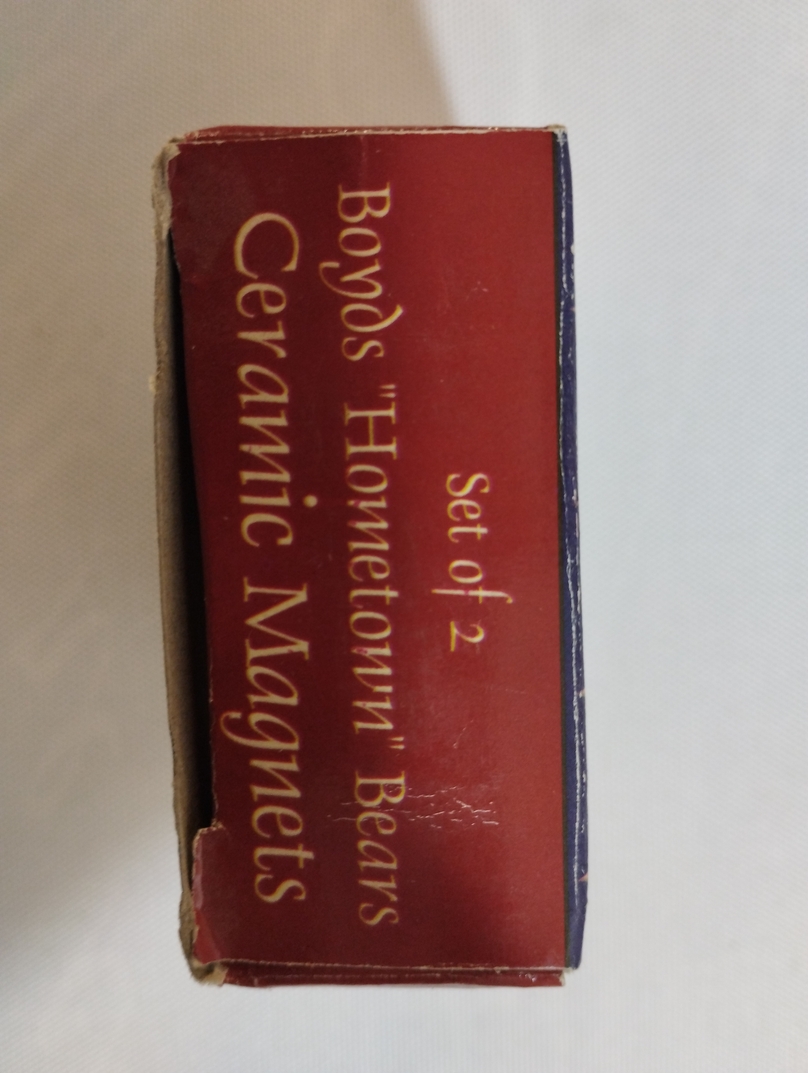 Set of 2
Boyds "Hometown" Bears
Ceramic Magnets